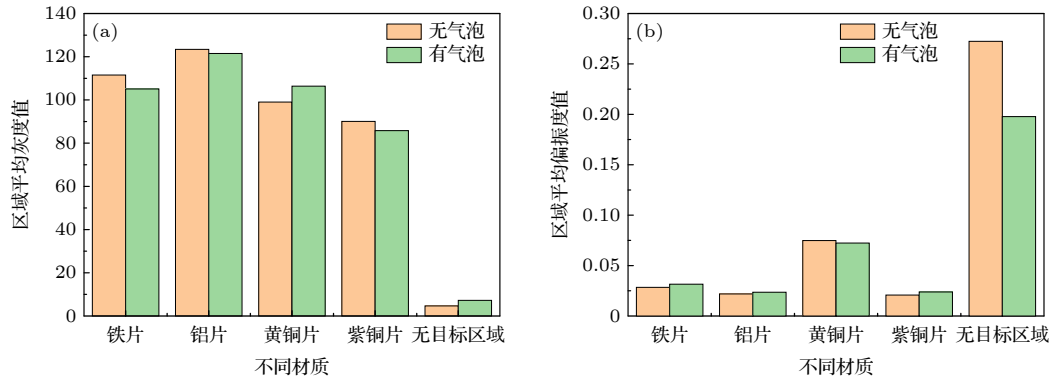 (a)
无气泡
有气泡
140
120
100
80
60
40
20
0
区域平均灰度值
铁片 铝片 黄铜片 紫铜片 无目标区域
不同材质
(b)
无气泡
有气泡
0.30
0.25
0.20
0.15
0.10
0.05
0
区域平均偏振度值
铁片 铝片 黄铜片 紫铜片 无目标区域
不同材质